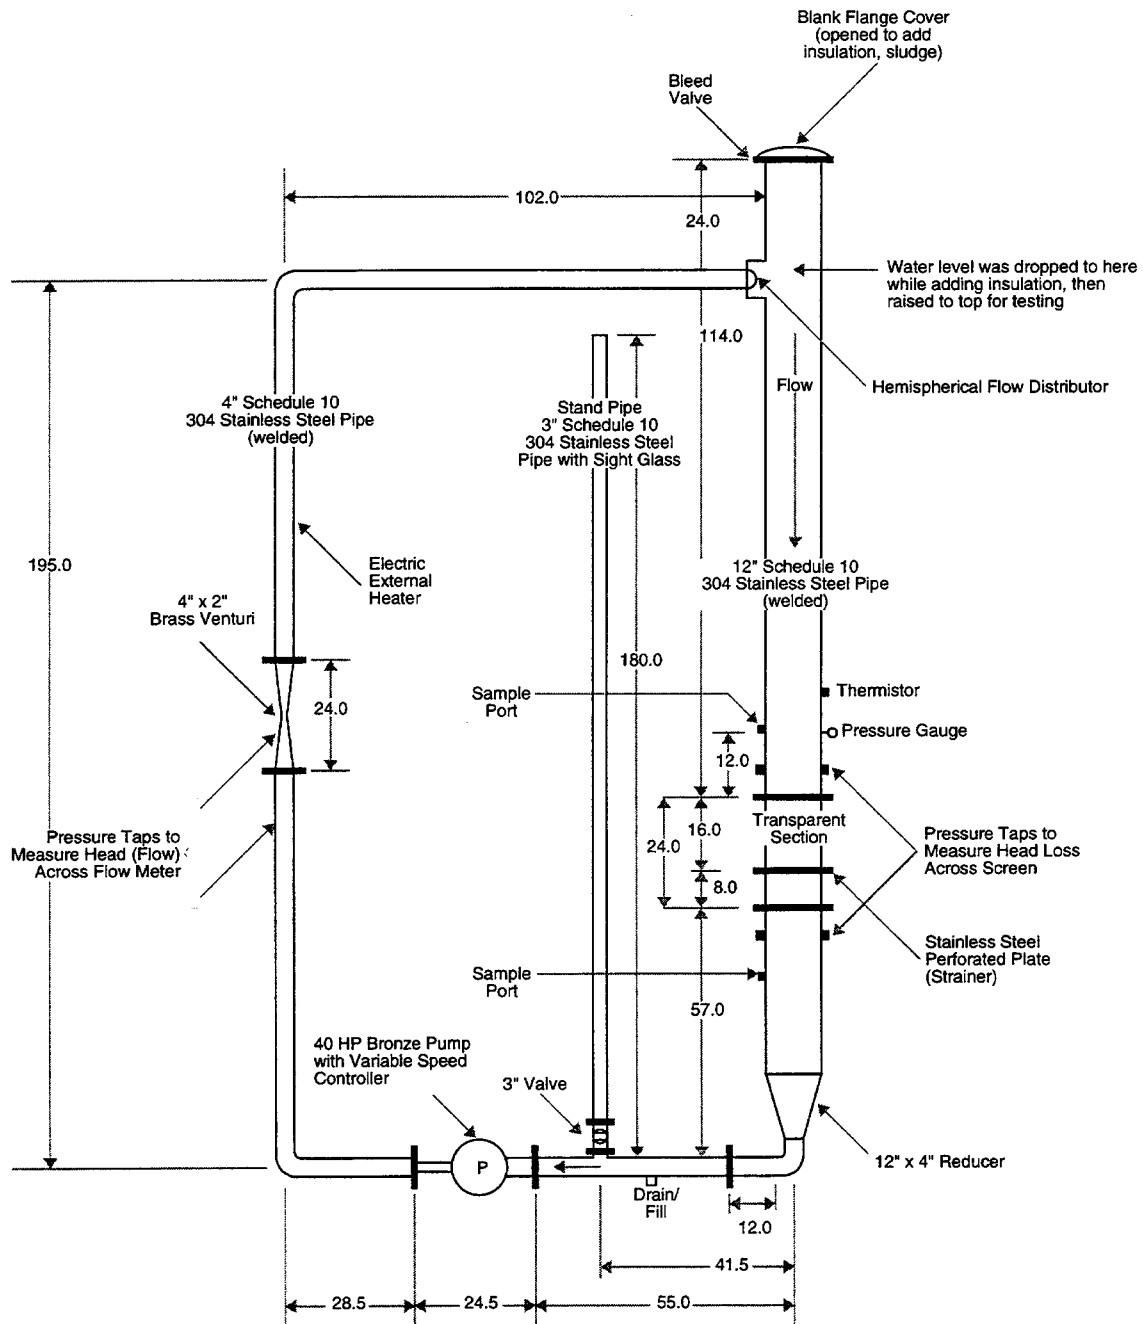 Blank Flange Cover
(opened to add
insulation, sludge)
Bleed
Valve
102.0
24.0
Water level was dropped to here
while adding insulation, then
raised to top for testing
114.0
Flow
Hemispherical Flow Distributor
4" Schedule 10
304 Stainless Steel Pipe
(welded)
Stand Pipe
3" Schedule 10
304 Stainless Steel
Pipe with Sight Glass
195.0
Electric
External
Heater
12" Schedule 10
304 Stainless Steel Pipe
(welded)
4" x 2"
Brass Venturi
180.0
24.0
Sample
Port
Thermistor
Pressure Gauge
12.0
Pressure Taps to
Measure Head (Flow)
Across Flow Meter
24.0
16.0
Transparent
Section
Pressure Taps to
Measure Head Loss
Across Screen
8.0
Stainless Steel
Perforated Plate
(Strainer)
Sample
Port
57.0
40 HP Bronze Pump
with Variable Speed
Controller
3" Valve
P
12" x 4" Reducer
Drain/
Fill
12.0
41.5
28.5
24.5
55.0